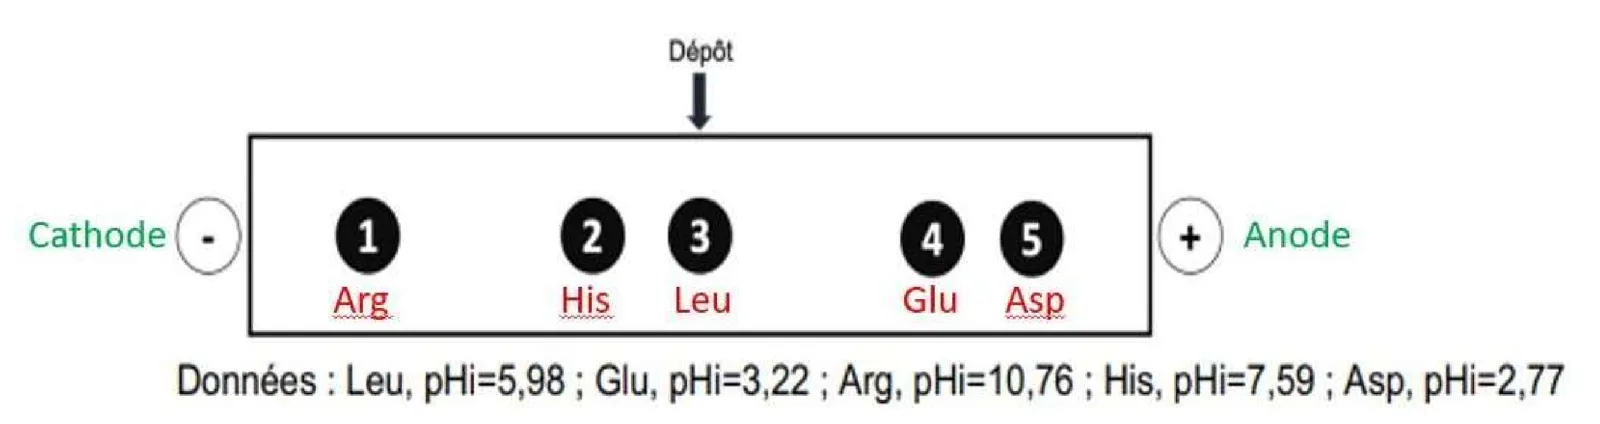 Dépôt
Cathode - 1 2 3 4 5 + Anode
Arg His Leu Glu Asp
Données : Leu, pHi=5,98 ; Glu, pHi=3,22 ; Arg, pHi=10,76 ; His, pHi=7,59 ; Asp, pHi=2,77